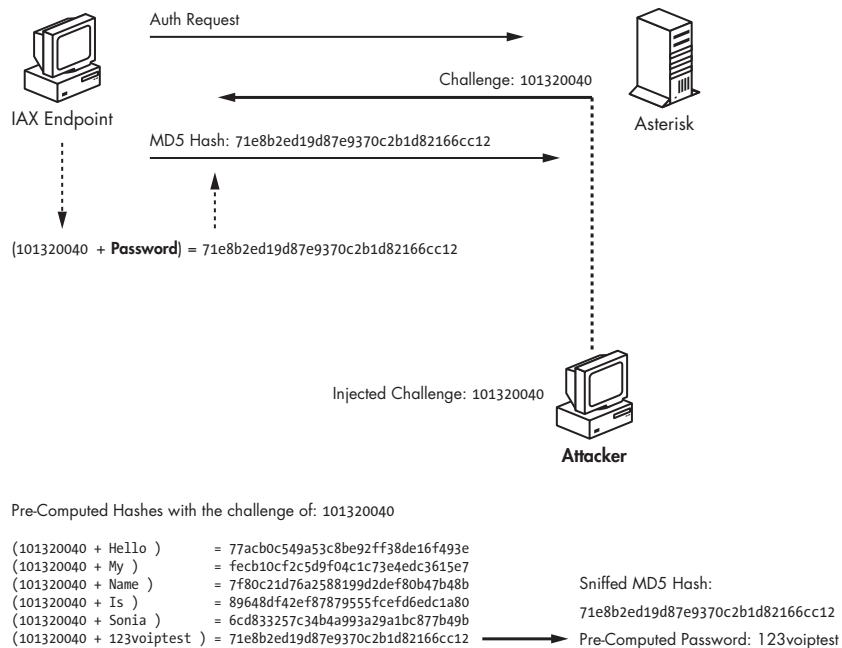 Auth Request
Challenge: 101320040
IAX Endpoint
Asterisk
MD5 Hash: 71e8b2ed19d87e9370c2b1d82166cc12
(101320040 + Password) = 71e8b2ed19d87e9370c2b1d82166cc12
Injected Challenge: 101320040
Attacker
Pre-Computed Hashes with the challenge of: 101320040
(101320040 + Hello ) = 77acb0c549a53c8be92ff38de16f493e
(101320040 + My ) = fecb10cf2c5d9f04c1c73e4edc3615e7
(101320040 + Name ) = 7f80c21d76a2588199d2def80b47b48b
(101320040 + Is ) = 89648df42ef87879555fcefd6edc1a80
(101320040 + Sonia ) = 6cd833257c34b4a993a29a1bc877b49b
(101320040 + 123voiptest ) = 71e8b2ed19d87e9370c2b1d82166cc12
Sniffed MD5 Hash:
71e8b2ed19d87e9370c2b1d82166cc12
Pre-Computed Password: 123voiptest